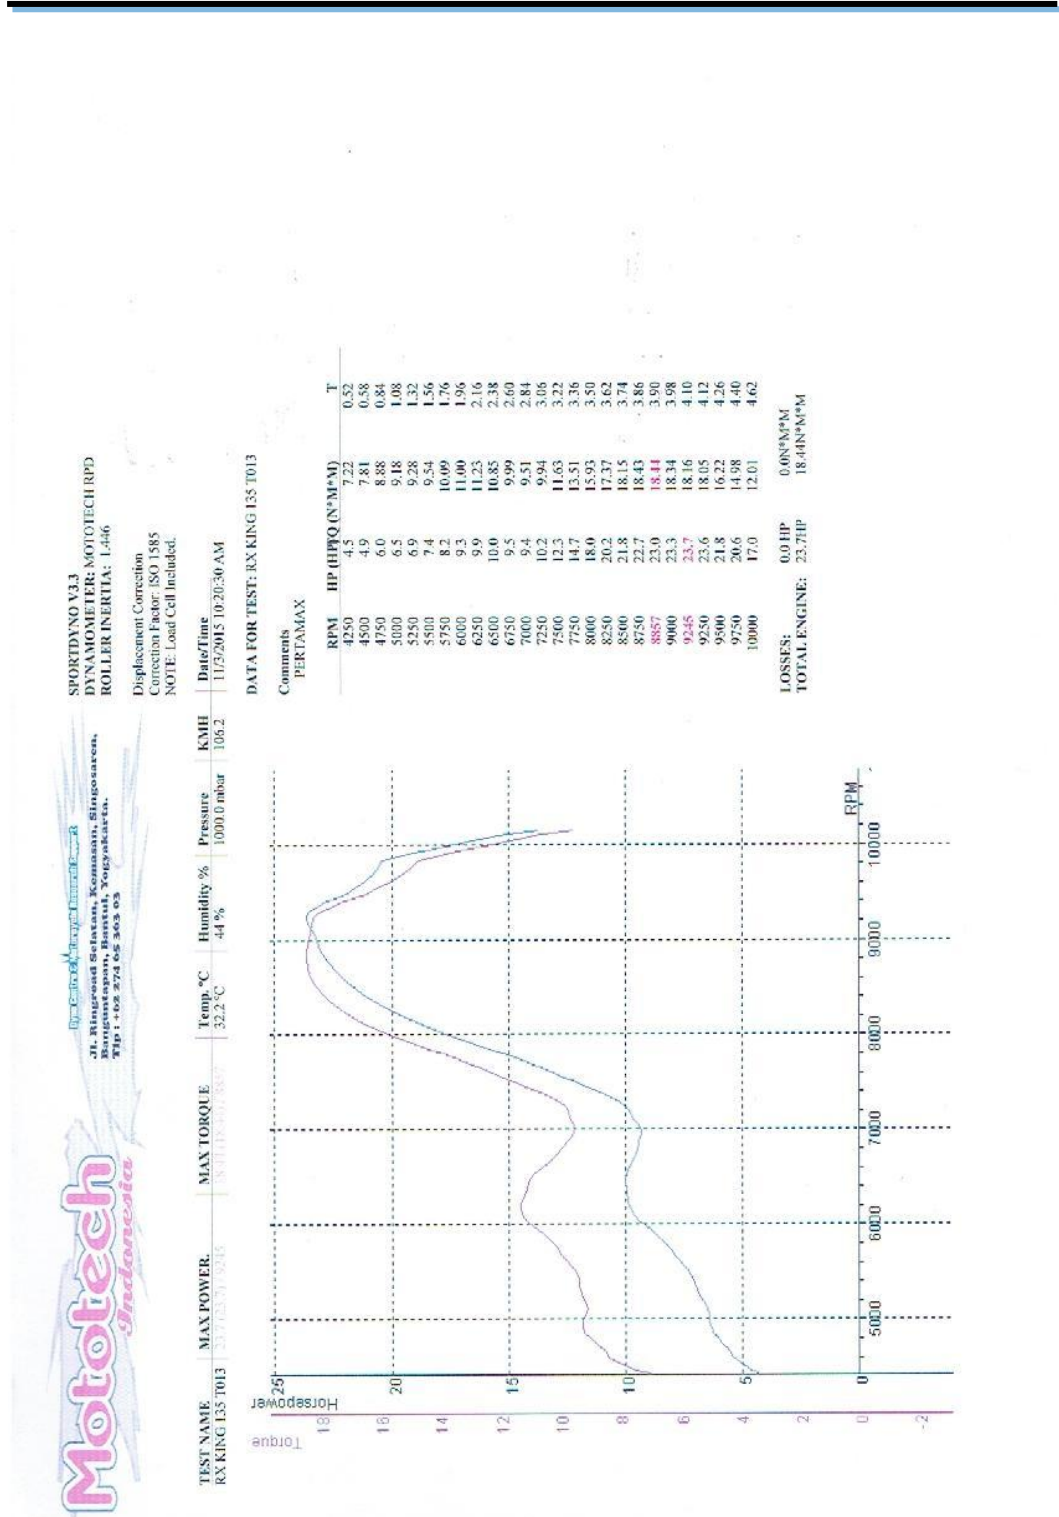 Mototech
Indonesia
Jl. Ringroad Selatan, Kemasan, Singosaren,
Banguntapan, Bantul, Yogyakarta.
Tlp : +62 274 65 363 03
SPORTDYNO V3.3
DYNAMOMETER: MOTOTECH RPD
ROLLER INERTIA: 1.446
Displacement Correction
Correction Factor: ISO 1585
NOTE: Load Cell Included.
TEST NAME MAX POWER. MAX TORQUE Temp. °C Humidity % Pressure KMH Date/Time
RX KING 135 T013 32.2 °C 44 % 1000.0 mbar 106.2 11/3/2015 10:20:30 AM
DATA FOR TEST: RX KING 135 T013
Comments
PERTAMAX
RPM HP (HP) TQ (N*M*M) T
4250 4.5 7.22 0.52
4500 4.9 7.81 0.58
4750 6.0 8.88 0.84
5000 6.5 9.18 1.08
5250 6.9 9.28 1.32
5500 7.4 9.54 1.56
5750 8.2 10.09 1.76
6000 9.3 11.00 1.96
6250 9.9 11.23 2.16
6500 10.0 10.85 2.38
6750 9.5 9.99 2.60
7000 9.4 9.51 2.84
7250 10.2 9.94 3.06
7500 12.3 11.63 3.22
7750 14.7 13.51 3.36
8000 18.0 15.93 3.50
8250 20.2 17.37 3.62
8500 21.8 18.15 3.74
8750 22.7 18.43 3.86
8857 23.0 18.44 3.90
9000 23.3 18.34 3.98
9245 23.7 18.16 4.10
9250 23.6 18.05 4.12
9500 21.8 16.22 4.26
9750 20.6 14.98 4.40
10000 17.0 12.01 4.62
LOSSES: 0.0 HP 0.0N*M*M
TOTAL ENGINE: 23.7HP 18.44N*M*M
Torque
Horsepower
18
16
14
12
10
8
6
4
2
0
-2
25
20
15
10
5
0
5000
6000
7000
8000
9000
10000
RPM